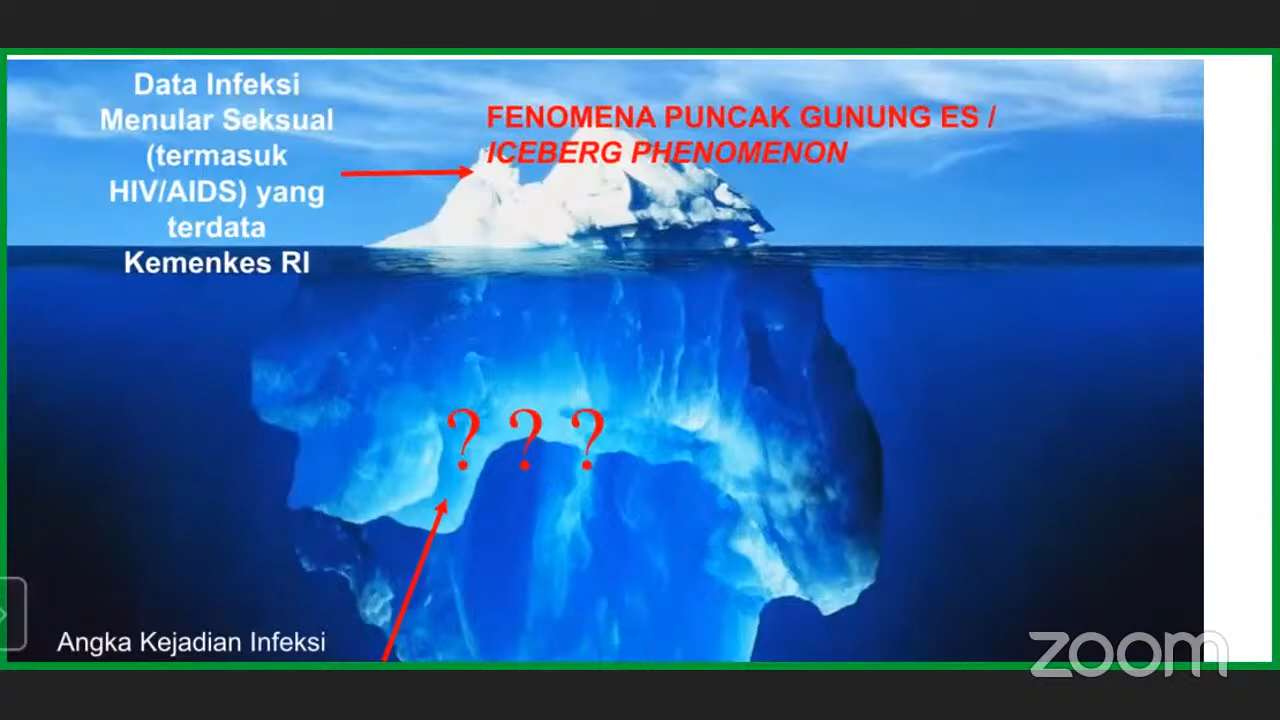 Data Infeksi
Menular Seksual
(termasuk
HIV/AIDS) yang
terdata
Kemenkes RI
FENOMENA PUNCAK GUNUNG ES /
ICEBERG PHENOMENON
? ? ?
Angka Kejadian Infeksi
zoom